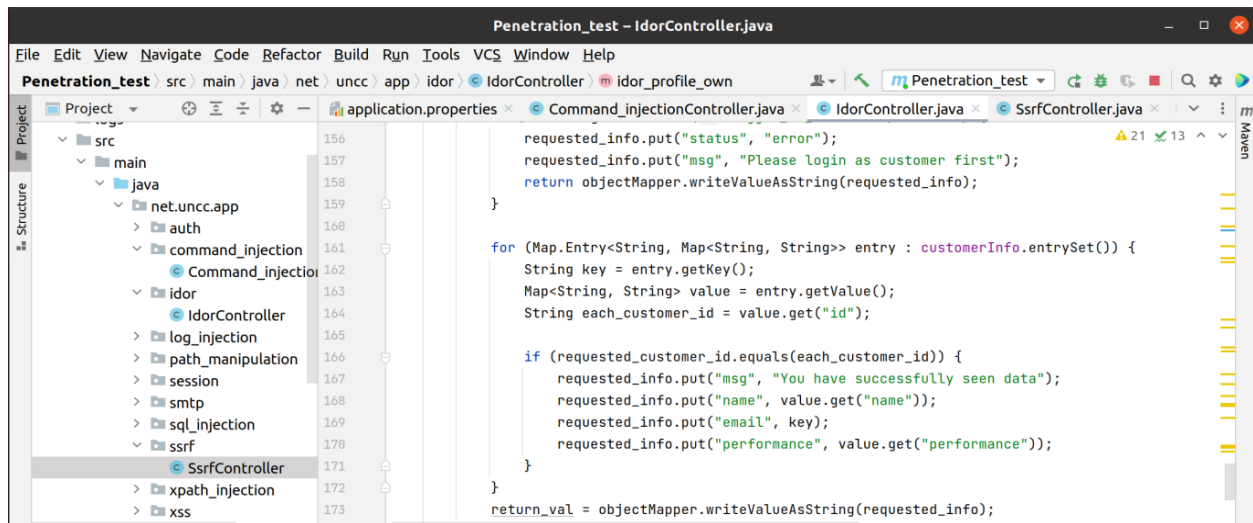 Penetration_test – IdorController.java
File Edit View Navigate Code Refactor Build Run Tools VCS Window Help
Penetration_test src main java net uncc app idor IdorController idor_profile_own Penetration_test
Project application.properties Command_injectionController.java IdorController.java SsrfController.java
Project
Structure
Maven
src
main
java
net.uncc.app
auth
command_injection
Command_injectio
idor
IdorController
log_injection
path_manipulation
session
smtp
sql_injection
ssrf
SsrfController
xpath_injection
xss
21 13
156 requested_info.put("status", "error");
157 requested_info.put("msg", "Please login as customer first");
158 return objectMapper.writeValueAsString(requested_info);
159 }
160
161 for (Map.Entry<String, Map<String, String>> entry : customerInfo.entrySet()) {
162 String key = entry.getKey();
163 Map<String, String> value = entry.getValue();
164 String each_customer_id = value.get("id");
165
166 if (requested_customer_id.equals(each_customer_id)) {
167 requested_info.put("msg", "You have successfully seen data");
168 requested_info.put("name", value.get("name"));
169 requested_info.put("email", key);
170 requested_info.put("performance", value.get("performance"));
171 }
172 }
173 return_val = objectMapper.writeValueAsString(requested_info);